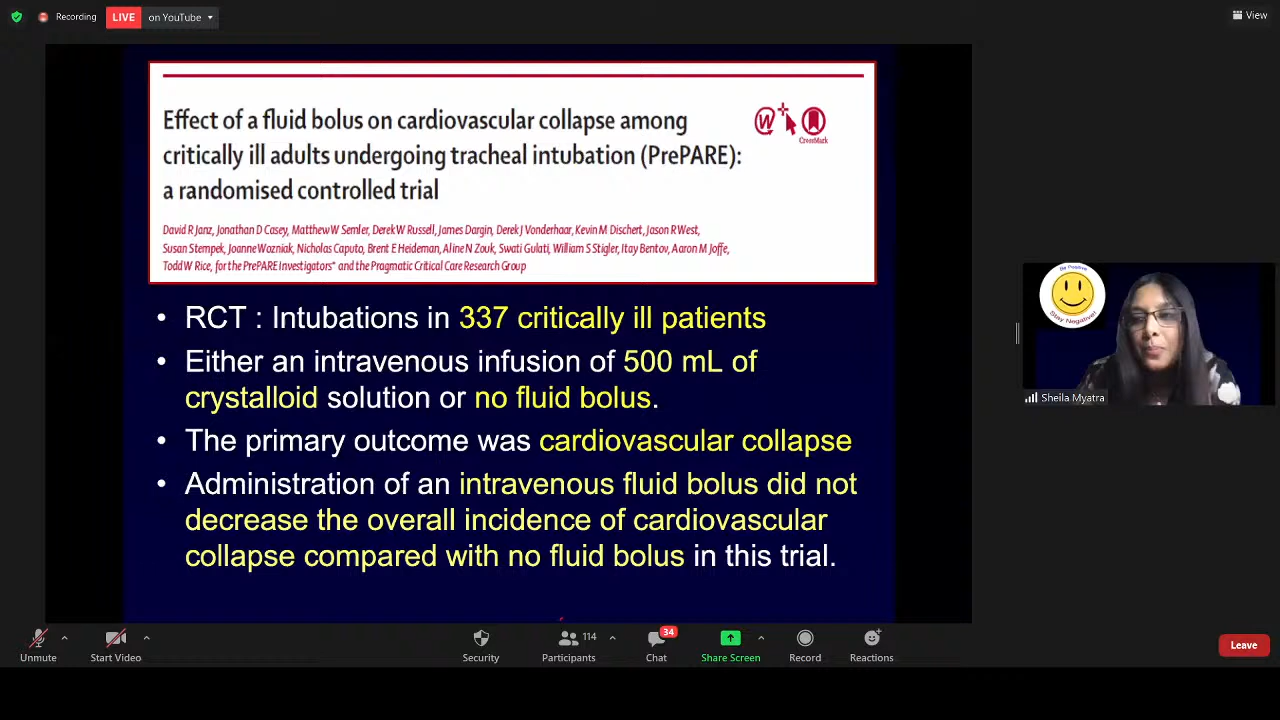 Recording
LIVE
on YouTube
View
Effect of a fluid bolus on cardiovascular collapse among
critically ill adults undergoing tracheal intubation (PrePARE):
a randomised controlled trial
CrossMark
David R Janz, Jonathan D Casey, Matthew W Semler, Derek W Russell, James Dargin, Derek J Vonderhaar, Kevin M Dischert, Jason R West,
Susan Stempek, Joanne Wozniak, Nicholas Caputo, Brent E Heideman, Aline N Zouk, Swati Gulati, William S Stigler, Itay Bentov, Aaron M Joffe,
Todd W Rice, for the PrePARE Investigators* and the Pragmatic Critical Care Research Group
• RCT : Intubations in 337 critically ill patients
• Either an intravenous infusion of 500 mL of
crystalloid solution or no fluid bolus.
• The primary outcome was cardiovascular collapse
• Administration of an intravenous fluid bolus did not
decrease the overall incidence of cardiovascular
collapse compared with no fluid bolus in this trial.
Be Positive
Stay Negative!
Sheila Myatra
Unmute
Start Video
Security
114
Participants
34
Chat
Share Screen
Record
Reactions
Leave